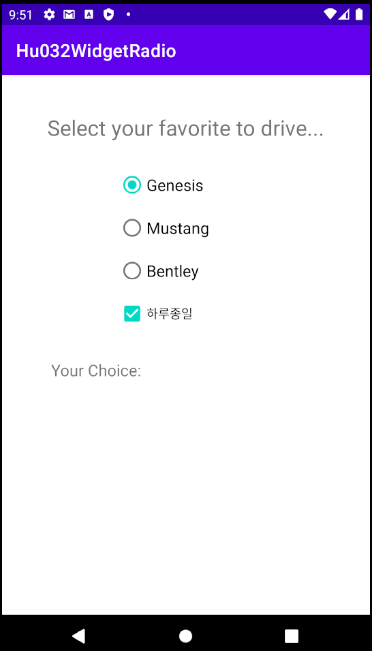 9:51
Hu032WidgetRadio
Select your favorite to drive...
Genesis
Mustang
Bentley
하루종일
Your Choice: